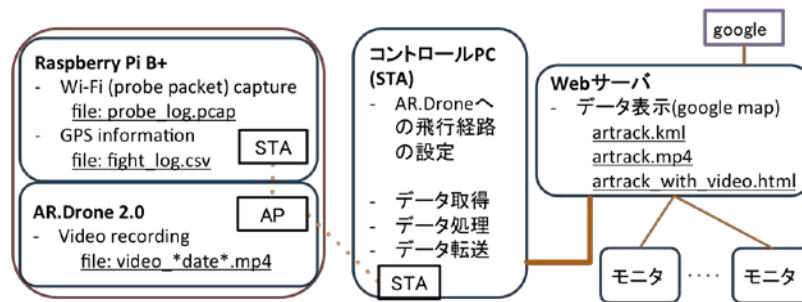 Raspberry Pi B+
- Wi-Fi (probe packet) capture
file: probe_log.pcap
- GPS information
file: fight_log.csv
STA
AR.Drone 2.0
- Video recording
file: video_*date*.mp4
AP
コントロールPC
(STA)
- AR.Droneへ
の飛行経路
の設定
- データ取得
- データ処理
- データ転送
STA
google
Webサーバ
- データ表示(google map)
artrack.kml
artrack.mp4
artrack_with_video.html
モニタ
モニタ